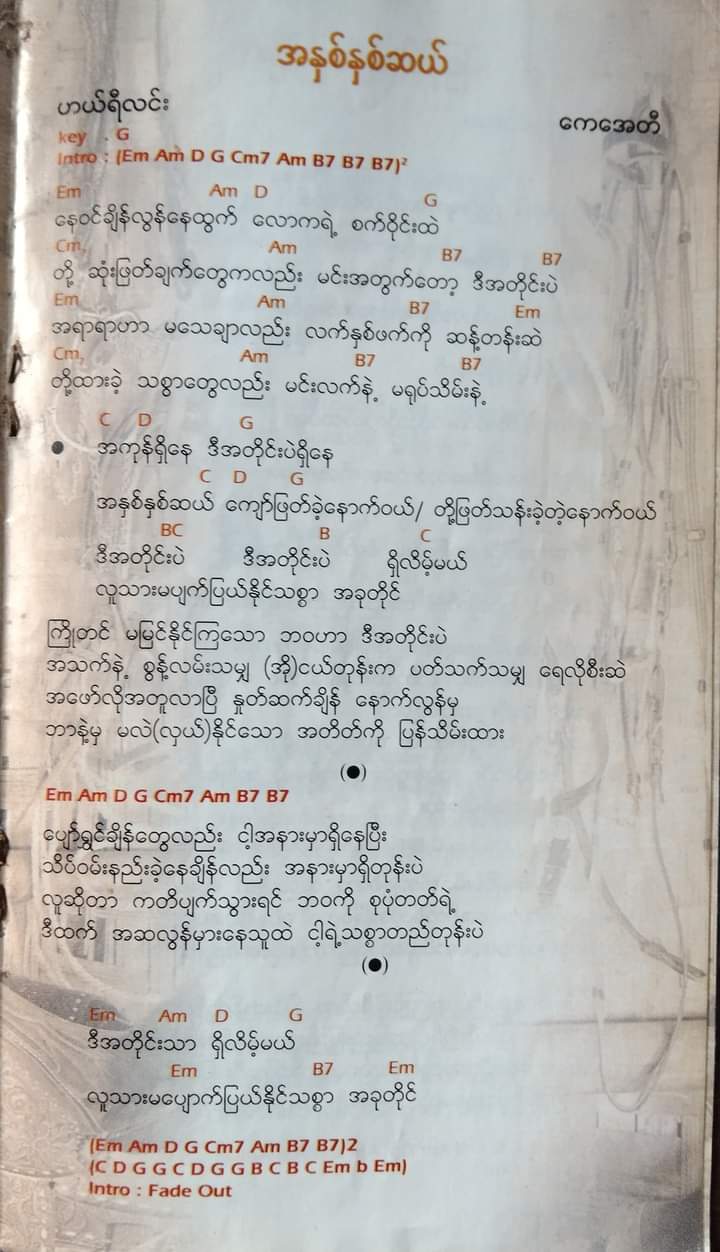 အနှစ်နှစ်ဆယ်
ဟယ်ရီလင်း
ကေအေတီ
key . G
Intro : (Em Am D G Cm7 Am B7 B7 B7)²
Em Am D G
နေဝင်ချိန်လွန်နေထွက် လောကရဲ့ စက်ဝိုင်းထဲ
Cm, Am B7 B7
တို့ ဆုံးဖြတ်ချက်တွေကလည်း မင်းအတွက်တော့ ဒီအတိုင်းပဲ
Em Am B7 Em
အရာရာဟာ မသေချာလည်း လက်နှစ်ဖက်ကို ဆန့်တန်းဆဲ
Cm, Am B7 B7
တို့ထားခဲ့ သစ္စာတွေလည်း မင်းလက်နဲ့ မရုပ်သိမ်းနဲ့
C D G
● အကုန်ရှိနေ ဒီအတိုင်းပဲရှိနေ
C D G
အနှစ်နှစ်ဆယ် ကျော်ဖြတ်ခဲ့နောက်ဝယ်/ တို့ဖြတ်သန်းခဲ့တဲ့နောက်ဝယ်
BC B C
ဒီအတိုင်းပဲ ဒီအတိုင်းပဲ ရှိလိမ့်မယ်
လူသားမပျက်ပြယ်နိုင်သစ္စာ အခုတိုင်
ကြိုတင် မမြင်နိုင်ကြသော ဘဝဟာ ဒီအတိုင်းပဲ
အသက်နဲ့ စွန့်လမ်းသမျှ (အို)ငယ်တုန်းက ပတ်သက်သမျှ ရေလိုစီးဆဲ
အဖော်လိုအတူလာပြီ နှုတ်ဆက်ချိန် နောက်လွန်မှ
ဘာနဲ့မှ မလဲ(လှယ်)နိုင်သော အတိတ်ကို ပြန်သိမ်းထား
(●)
Em Am D G Cm7 Am B7 B7
ပျော်ရွှင်ချိန်တွေလည်း ငါ့အနားမှာရှိနေပြီး
သိပ်ဝမ်းနည်းခဲ့နေချိန်လည်း အနားမှာရှိတုန်းပဲ
လူဆိုတာ ကတိပျက်သွားရင် ဘဝကို စုပုံတတ်ရဲ့
ဒီထက် အဆလွန်မှားနေသူထဲ ငါ့ရဲ့သစ္စာတည်တုန်းပဲ
(●)
Em Am D G
ဒီအတိုင်းသာ ရှိလိမ့်မယ်
Em B7 Em
လူသားမပျောက်ပြယ်နိုင်သစ္စာ အခုတိုင်
(Em Am D G Cm7 Am B7 B7)2
(C D G G C D G G B C B C Em b Em)
Intro : Fade Out